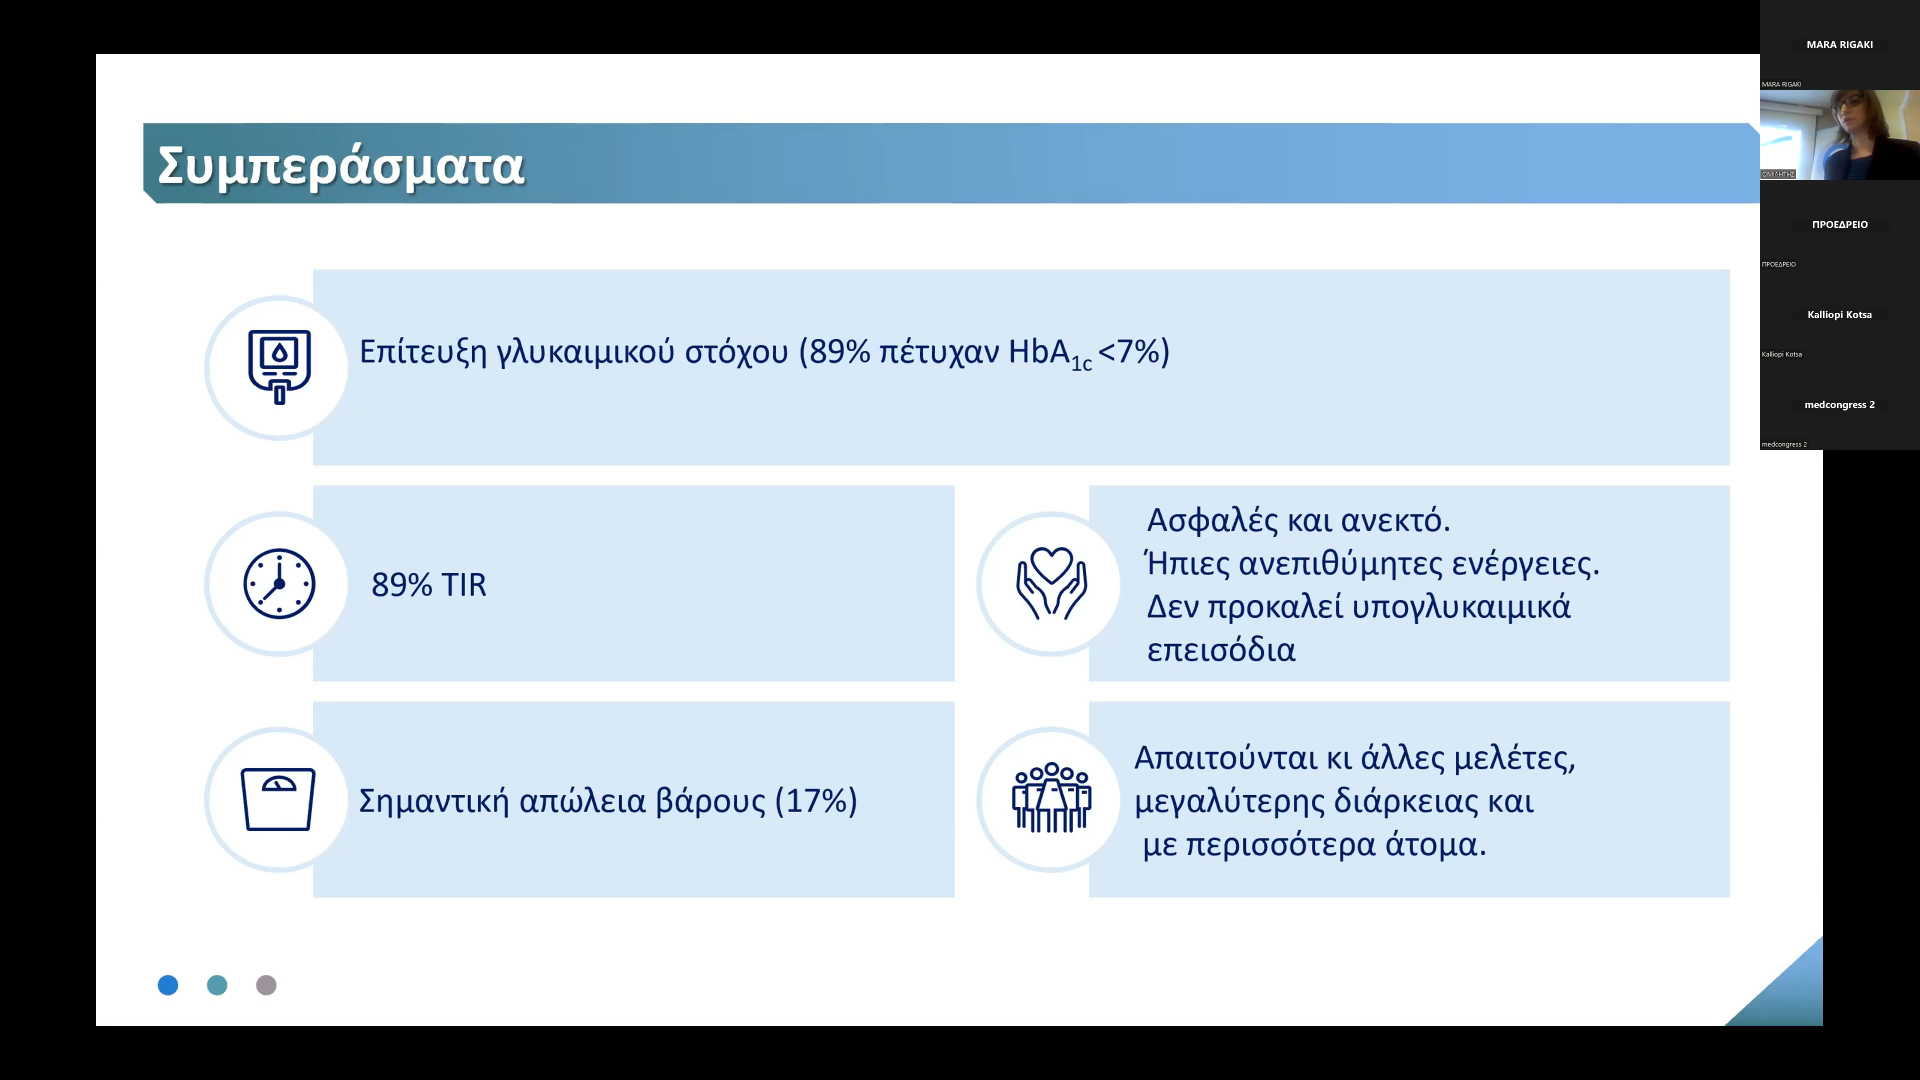 Συμπεράσματα
Επίτευξη γλυκαιμικού στόχου (89% πέτυχαν HbA1c <7%)
89% TIR
Ασφαλές και ανεκτό.
Ήπιες ανεπιθύμητες ενέργειες.
Δεν προκαλεί υπογλυκαιμικά
επεισόδια
Σημαντική απώλεια βάρους (17%)
Απαιτούνται κι άλλες μελέτες,
μεγαλύτερης διάρκειας και
με περισσότερα άτομα.
MARA RIGAKI
MARA RIGAKI
ΟΜΙΛΗΤΗΣ
ΠΡΟΕΔΡΕΙΟ
ΠΡΟΕΔΡΕΙΟ
Kalliopi Kotsa
Kalliopi Kotsa
medcongress 2
medcongress 2